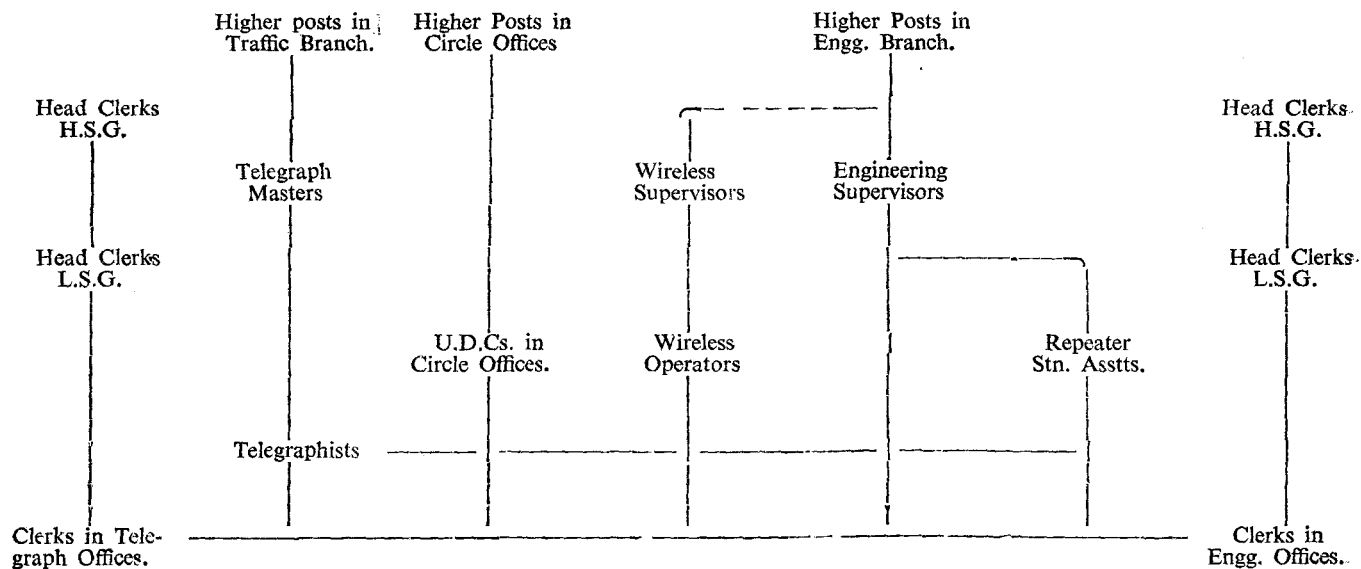 Higher posts in
Traffic Branch.
Higher Posts in
Circle Offices
Higher Posts in
Engg. Branch.
Head Clerks
H.S.G.
Head Clerks
H.S.G.
Telegraph
Masters
Wireless
Supervisors
Engineering
Supervisors
Head Clerks
L.S.G.
Head Clerks
L.S.G.
U.D.Cs. in
Circle Offices.
Wireless
Operators
Repeater
Stn. Asstts.
Telegraphists
Clerks in Tele-
graph Offices.
Clerks in
Engg. Offices.